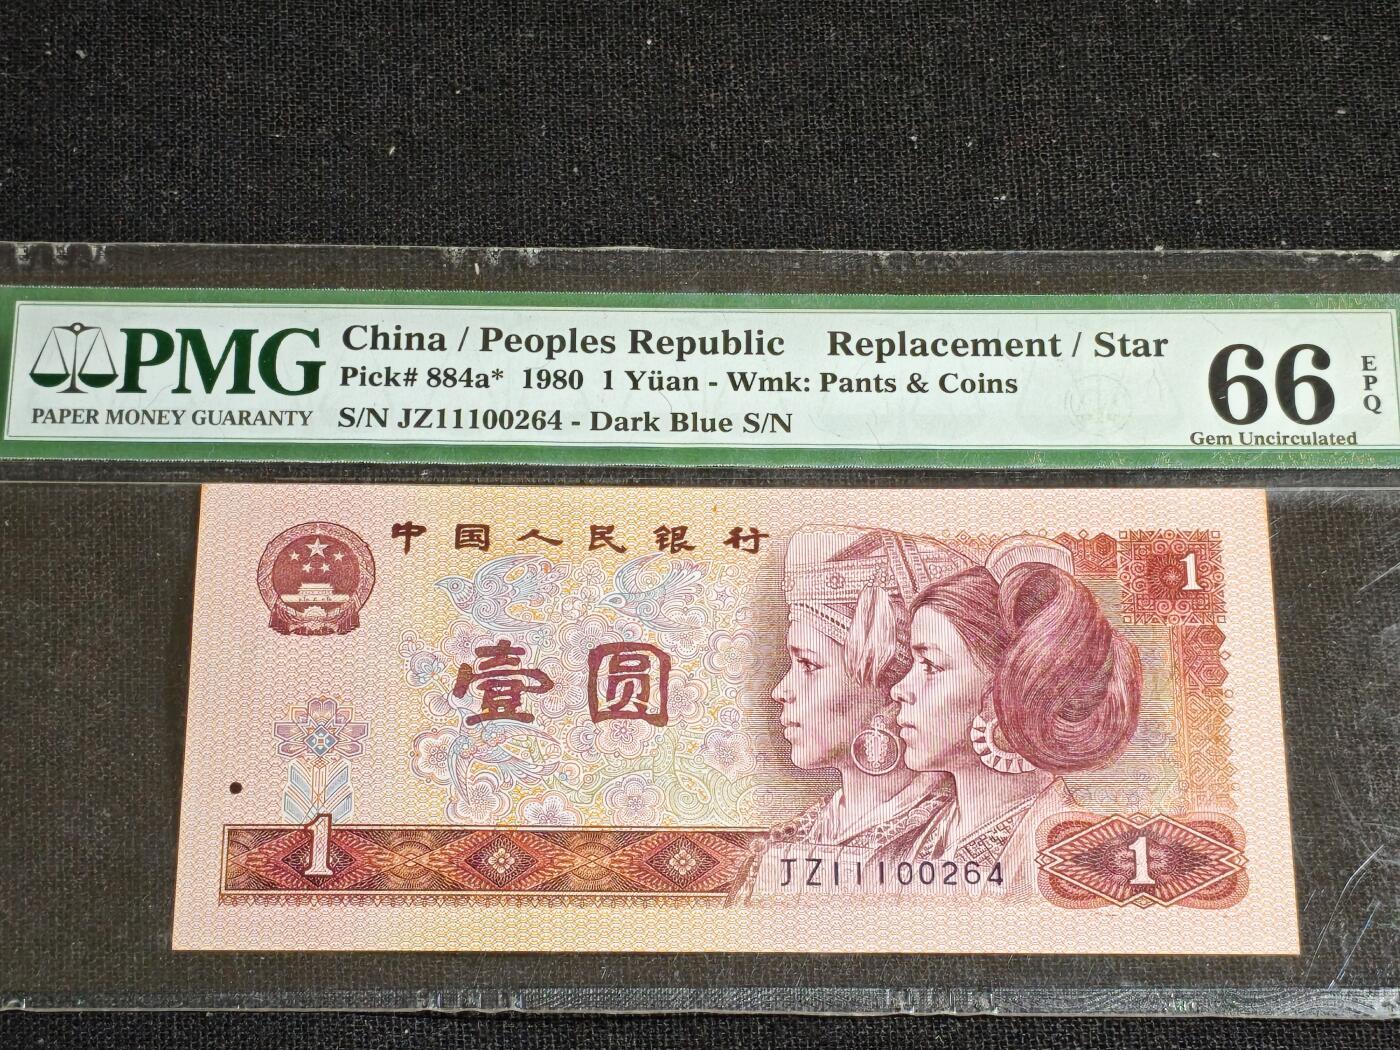 PMG
PAPER MONEY GUARANTY
China / Peoples Republic Replacement / Star
Pick# 884a* 1980 1 Yüan - Wmk: Pants & Coins
S/N JZ11100264 - Dark Blue S/N
66
EPQ
Gem Uncirculated
中国人民银行
1
壹圆
1
JZ11100264
1